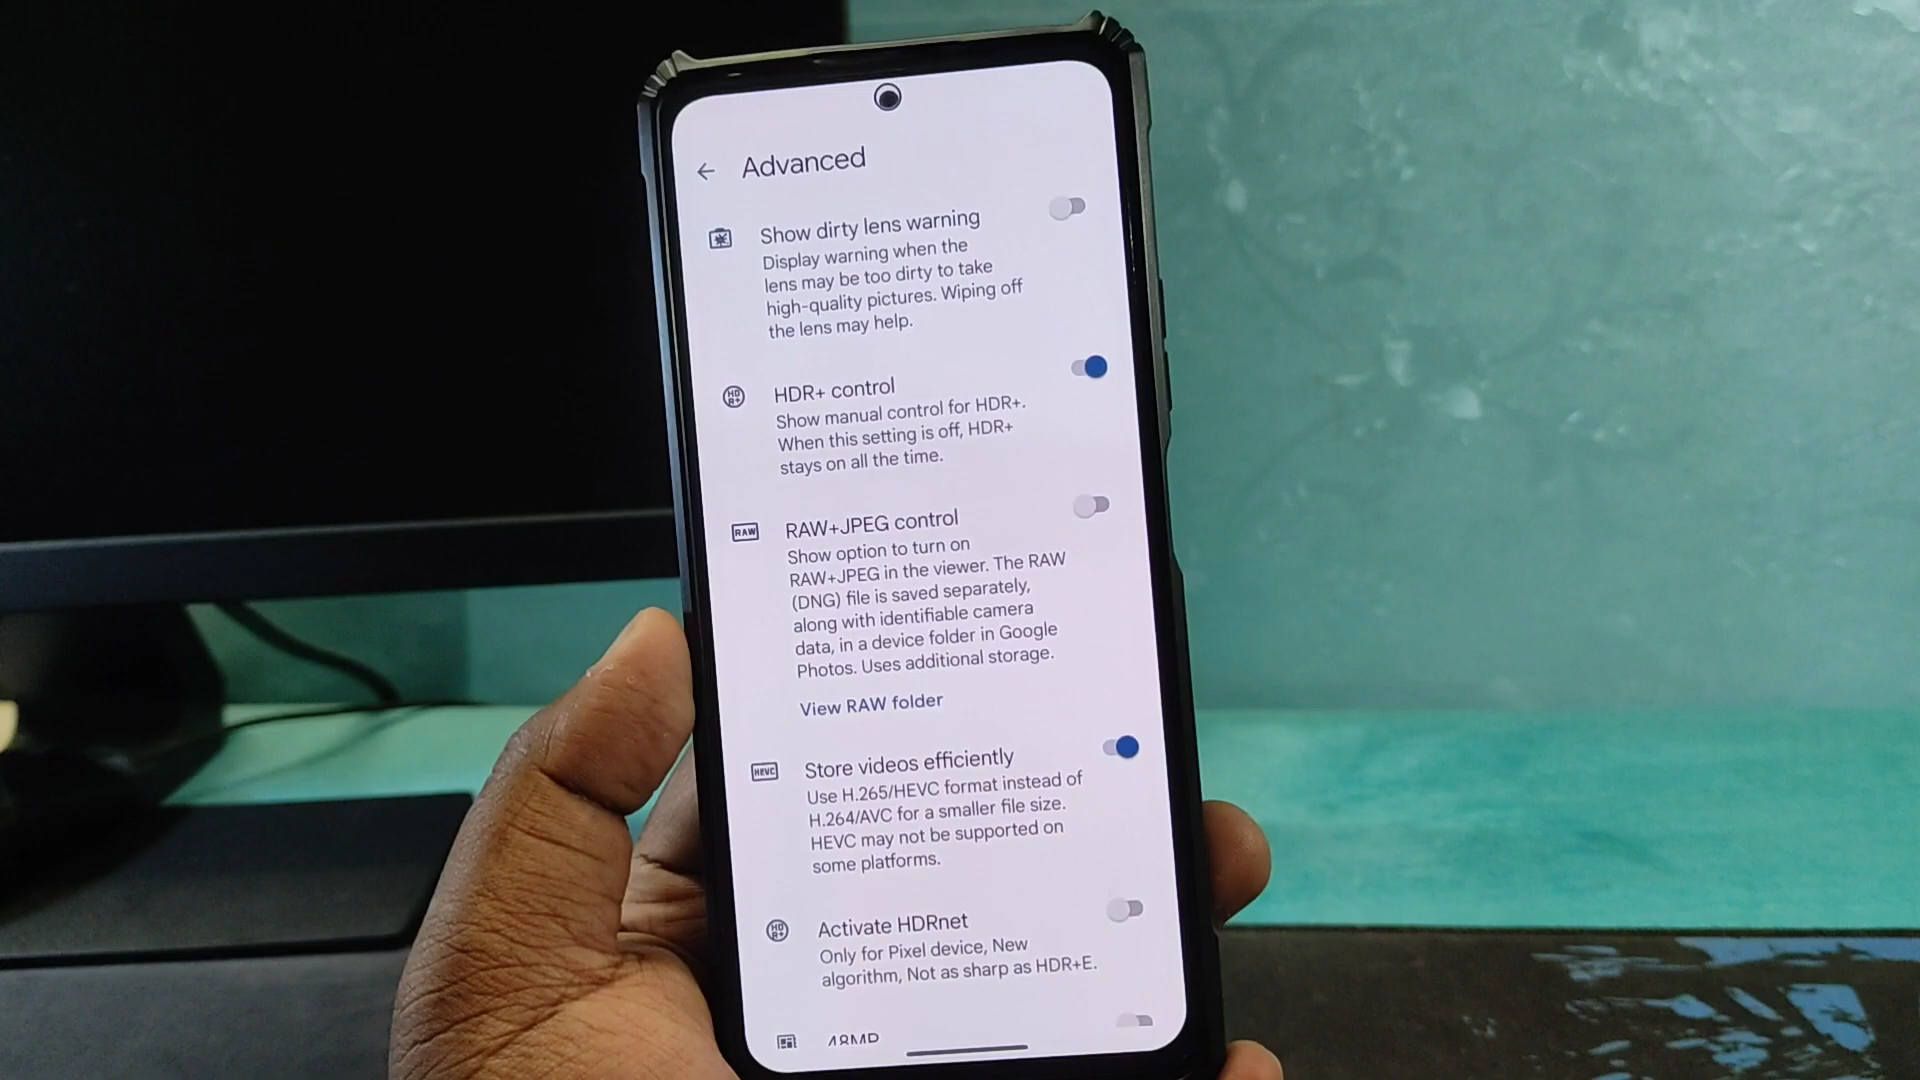 Advanced
Show dirty lens warning
Display warning when the
lens may be too dirty to take
high-quality pictures. Wiping off
the lens may help.
HD
R+
HDR+ control
Show manual control for HDR+.
When this setting is off, HDR+
stays on all the time.
RAW
RAW+JPEG control
Show option to turn on
RAW+JPEG in the viewer. The RAW
(DNG) file is saved separately,
along with identifiable camera
data, in a device folder in Google
Photos. Uses additional storage.
View RAW folder
HEVC
Store videos efficiently
Use H.265/HEVC format instead of
H.264/AVC for a smaller file size.
HEVC may not be supported on
some platforms.
HD
R+
Activate HDRnet
Only for Pixel device, New
algorithm, Not as sharp as HDR+E.
48MP